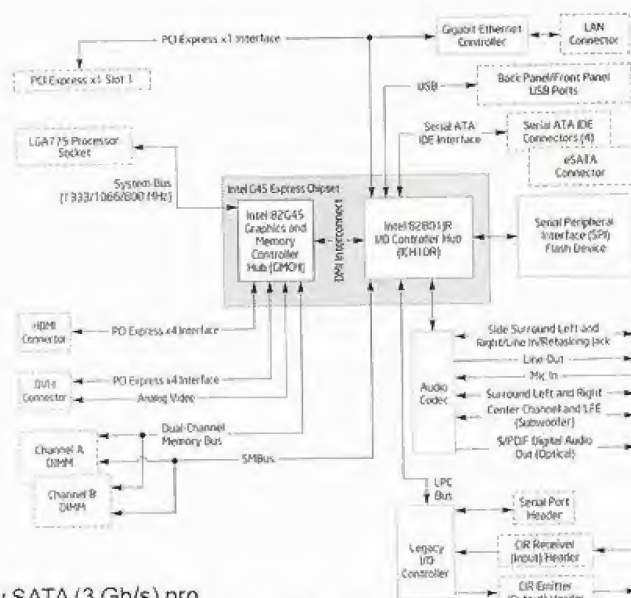 PCI Express x1 Interface
Gigabit Ethernet
Controller
LAN
Connector
PCI Express x1 Slot 1
USB
Back Panel/Front Panel
USB Ports
LGA775 Processor
Socket
Serial ATA
IDE Interface
Serial ATA IDE
Connectors (4)
eSATA
Connector
System Bus
(1333/1066/800 MHz)
Intel G45 Express Chipset
Intel 82G45
Graphics and
Memory
Controller
Hub (GMCH)
DMI Interconnect
Intel 82801JR
I/O Controller Hub
(ICH10R)
Serial Peripheral
Interface (SPI)
Flash Device
HDMI
Connector
PCI Express x4 Interface
DVI-I
Connector
PCI Express x4 Interface
Analog Video
Dual-Channel
Memory Bus
Channel A
DIMM
Channel B
DIMM
SMBus
Audio
Codec
Side Surround Left and
Right/Line In/Retasking Jack
Line Out
Mic In
Surround Left and Right
Center Channel and LFE
(Subwoofer)
S/PDIF Digital Audio
Out (Optical)
LPC
Bus
Legacy
I/O
Controller
Serial Port
Header
CIR Receiver
(Input) Header
CIR Emitter
(Output) Header
SATA (3 Gb/s) pro